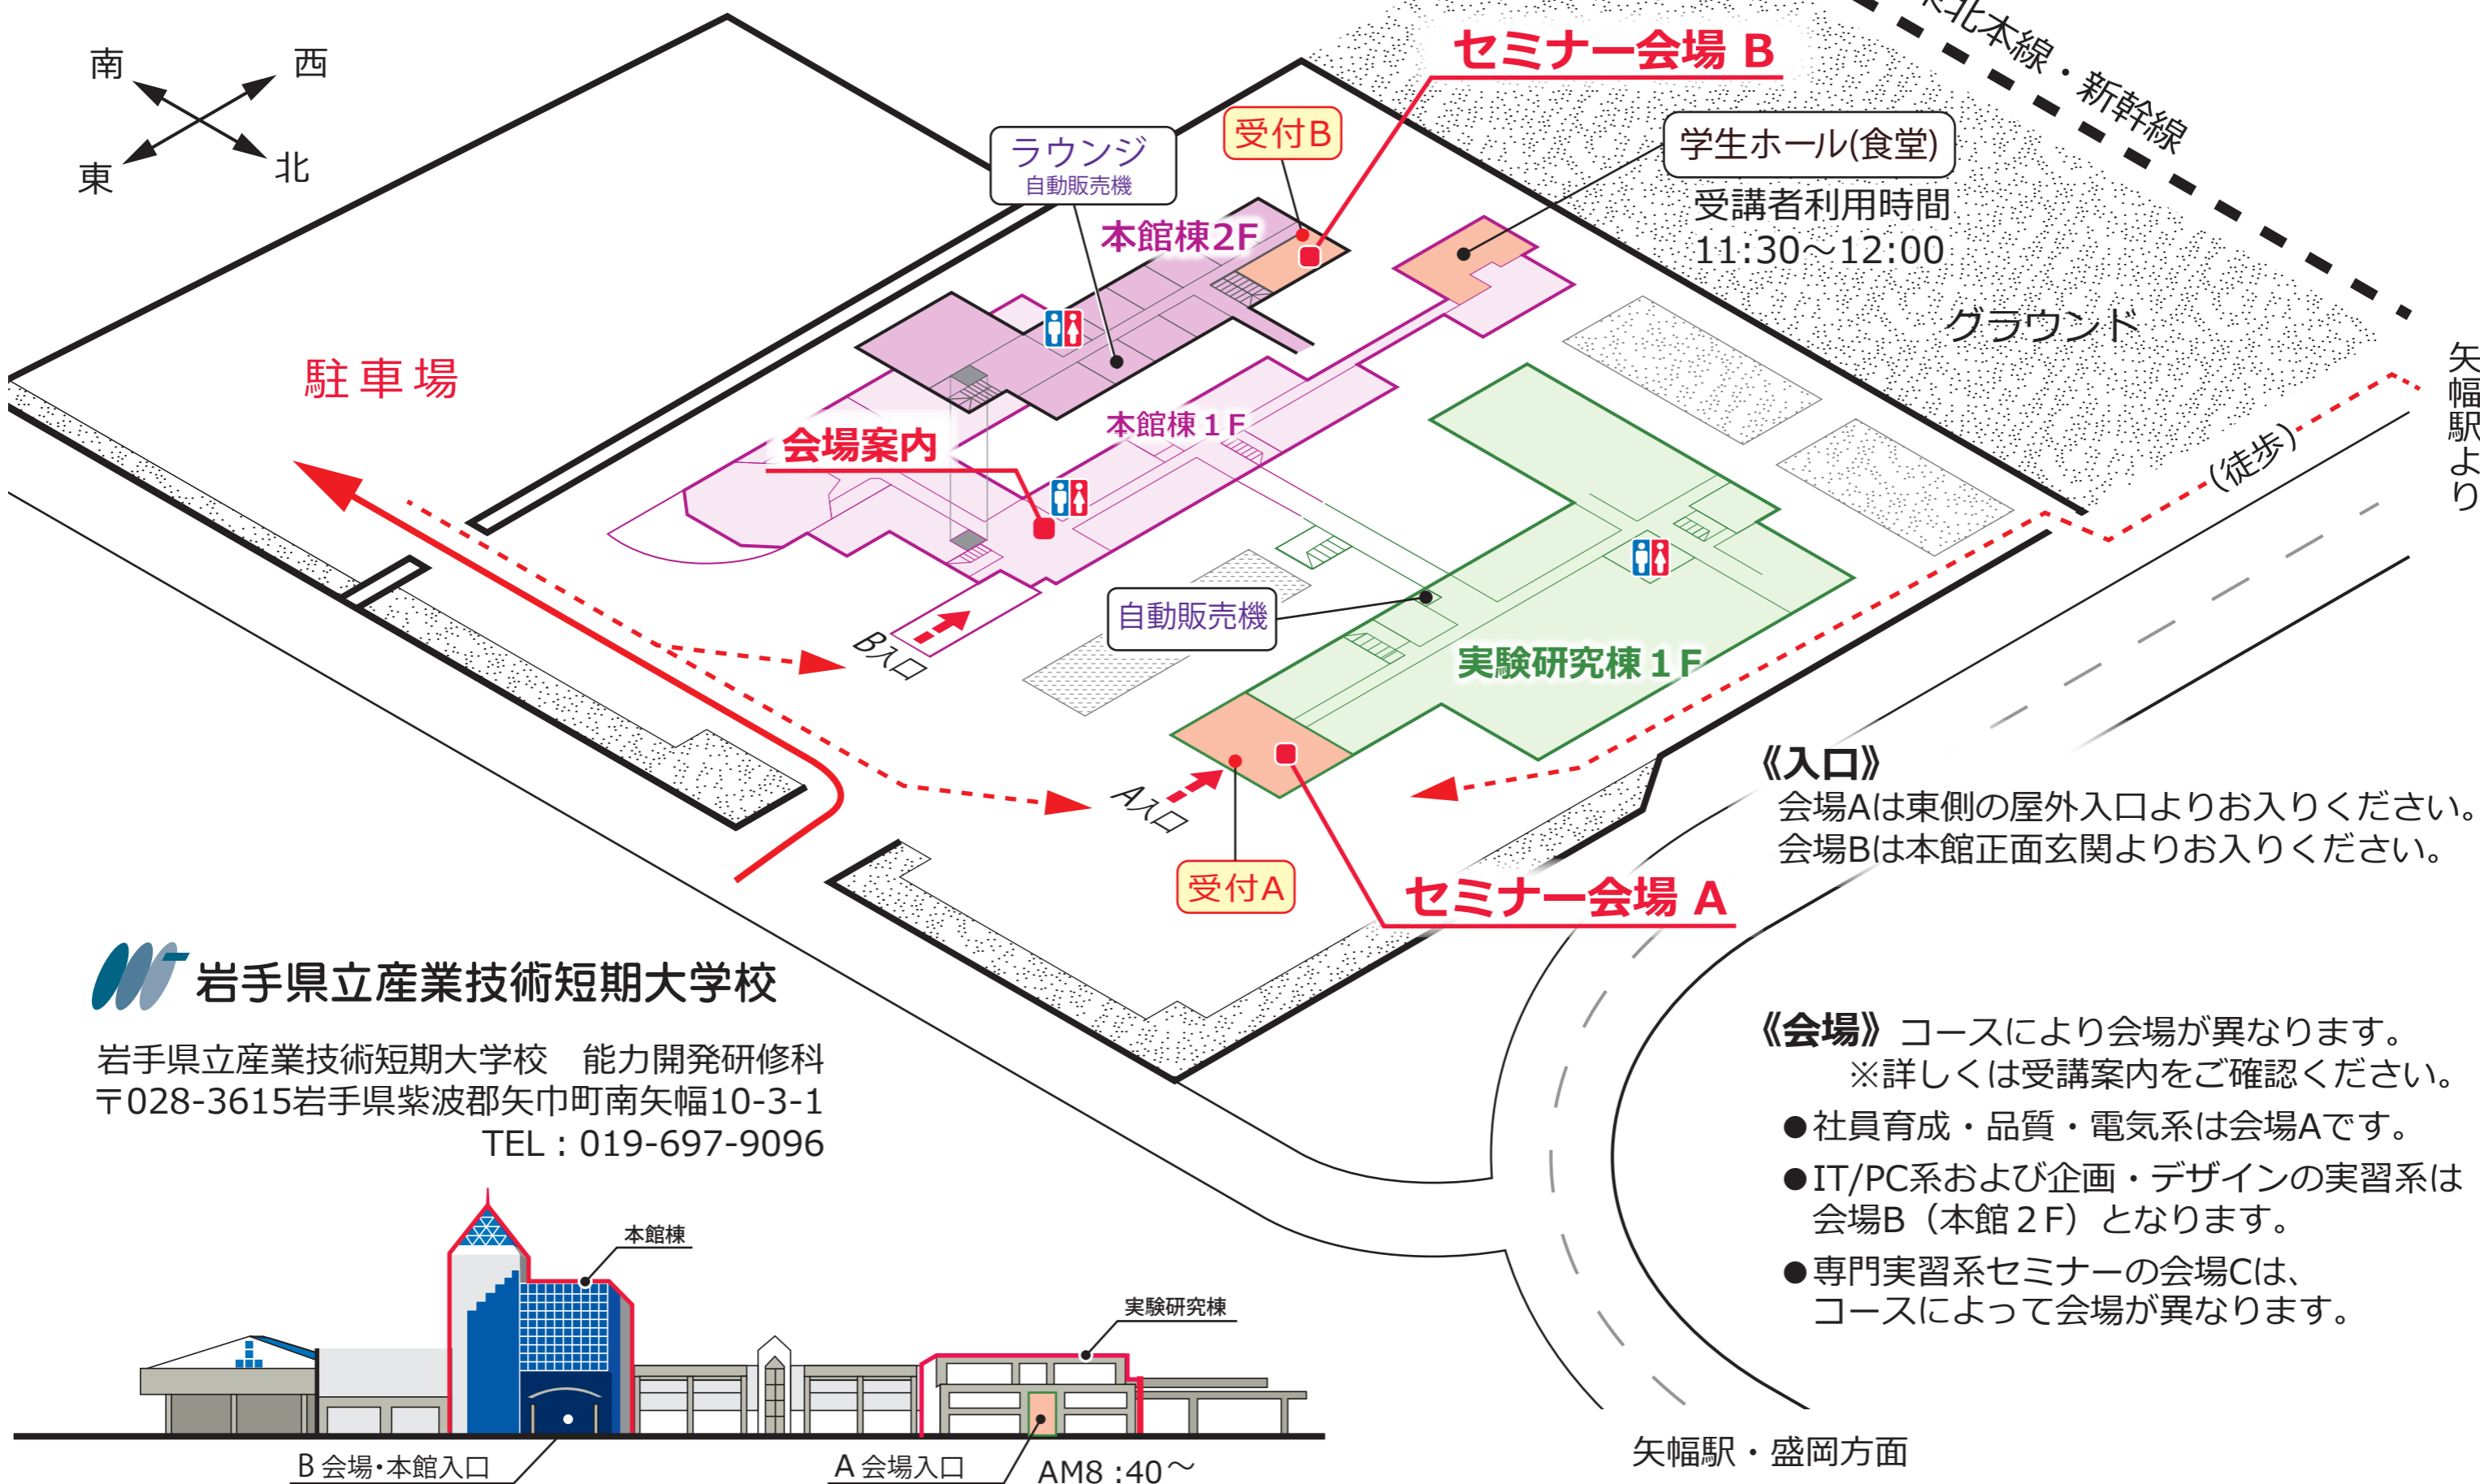 南
西
東
北
東北本線・新幹線
セミナー会場 B
受付B
ラウンジ
自動販売機
学生ホール(食堂)
受講者利用時間
11:30～12:00
本館棟2F
グラウンド
駐車場
矢幅駅より
(徒歩)
本館棟１F
会場案内
自動販売機
B入口
実験研究棟１F
A入口
受付A
セミナー会場 A
《入口》
会場Aは東側の屋外入口よりお入りください。
会場Bは本館正面玄関よりお入りください。
岩手県立産業技術短期大学校
岩手県立産業技術短期大学校　能力開発研修科
〒028-3615岩手県紫波郡矢巾町南矢幅10-3-1
TEL：019-697-9096
《会場》コースにより会場が異なります。
※詳しくは受講案内をご確認ください。
●社員育成・品質・電気系は会場Aです。
●IT/PC系および企画・デザインの実習系は
会場B（本館２F）となります。
●専門実習系セミナーの会場Cは、
コースによって会場が異なります。
本館棟
実験研究棟
B 会場・本館入口
A 会場入口
AM8 :40～
矢幅駅・盛岡方面